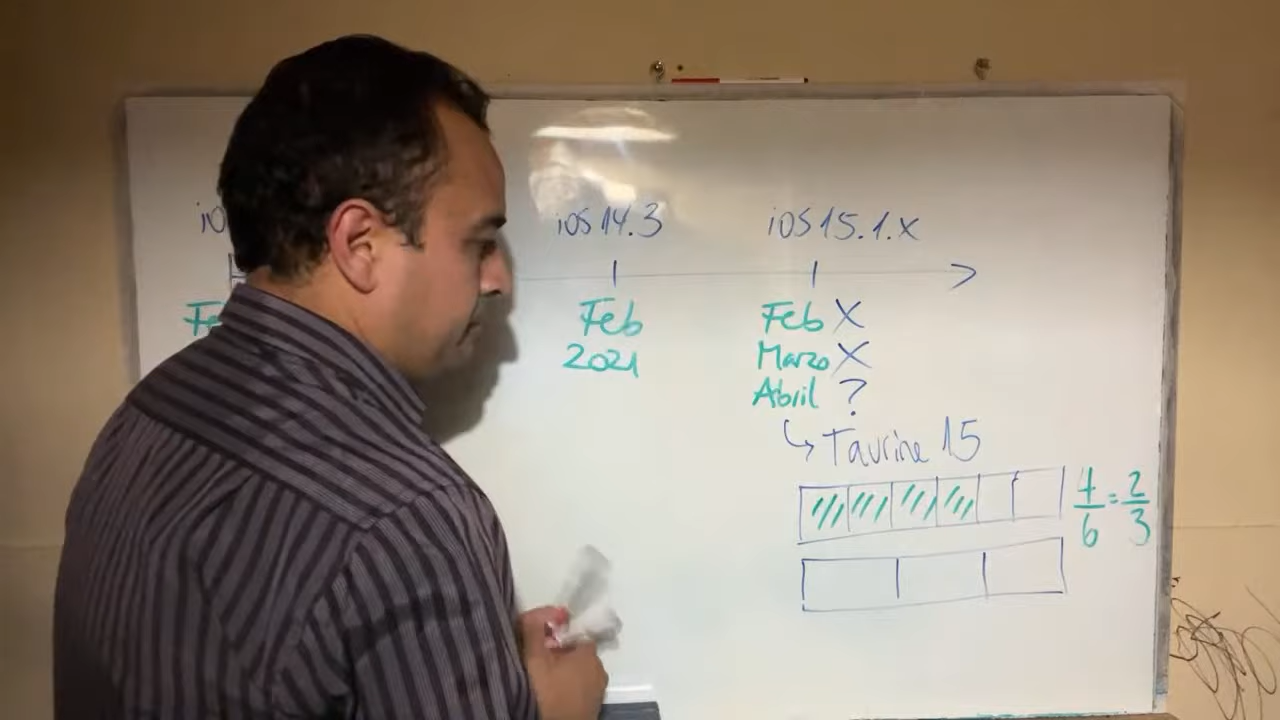 iOS 14.3
iOS 15.1.x
Feb
2021
Feb X
Marzo X
Abril ?
↳ Taurine 15
4/6 = 2/3